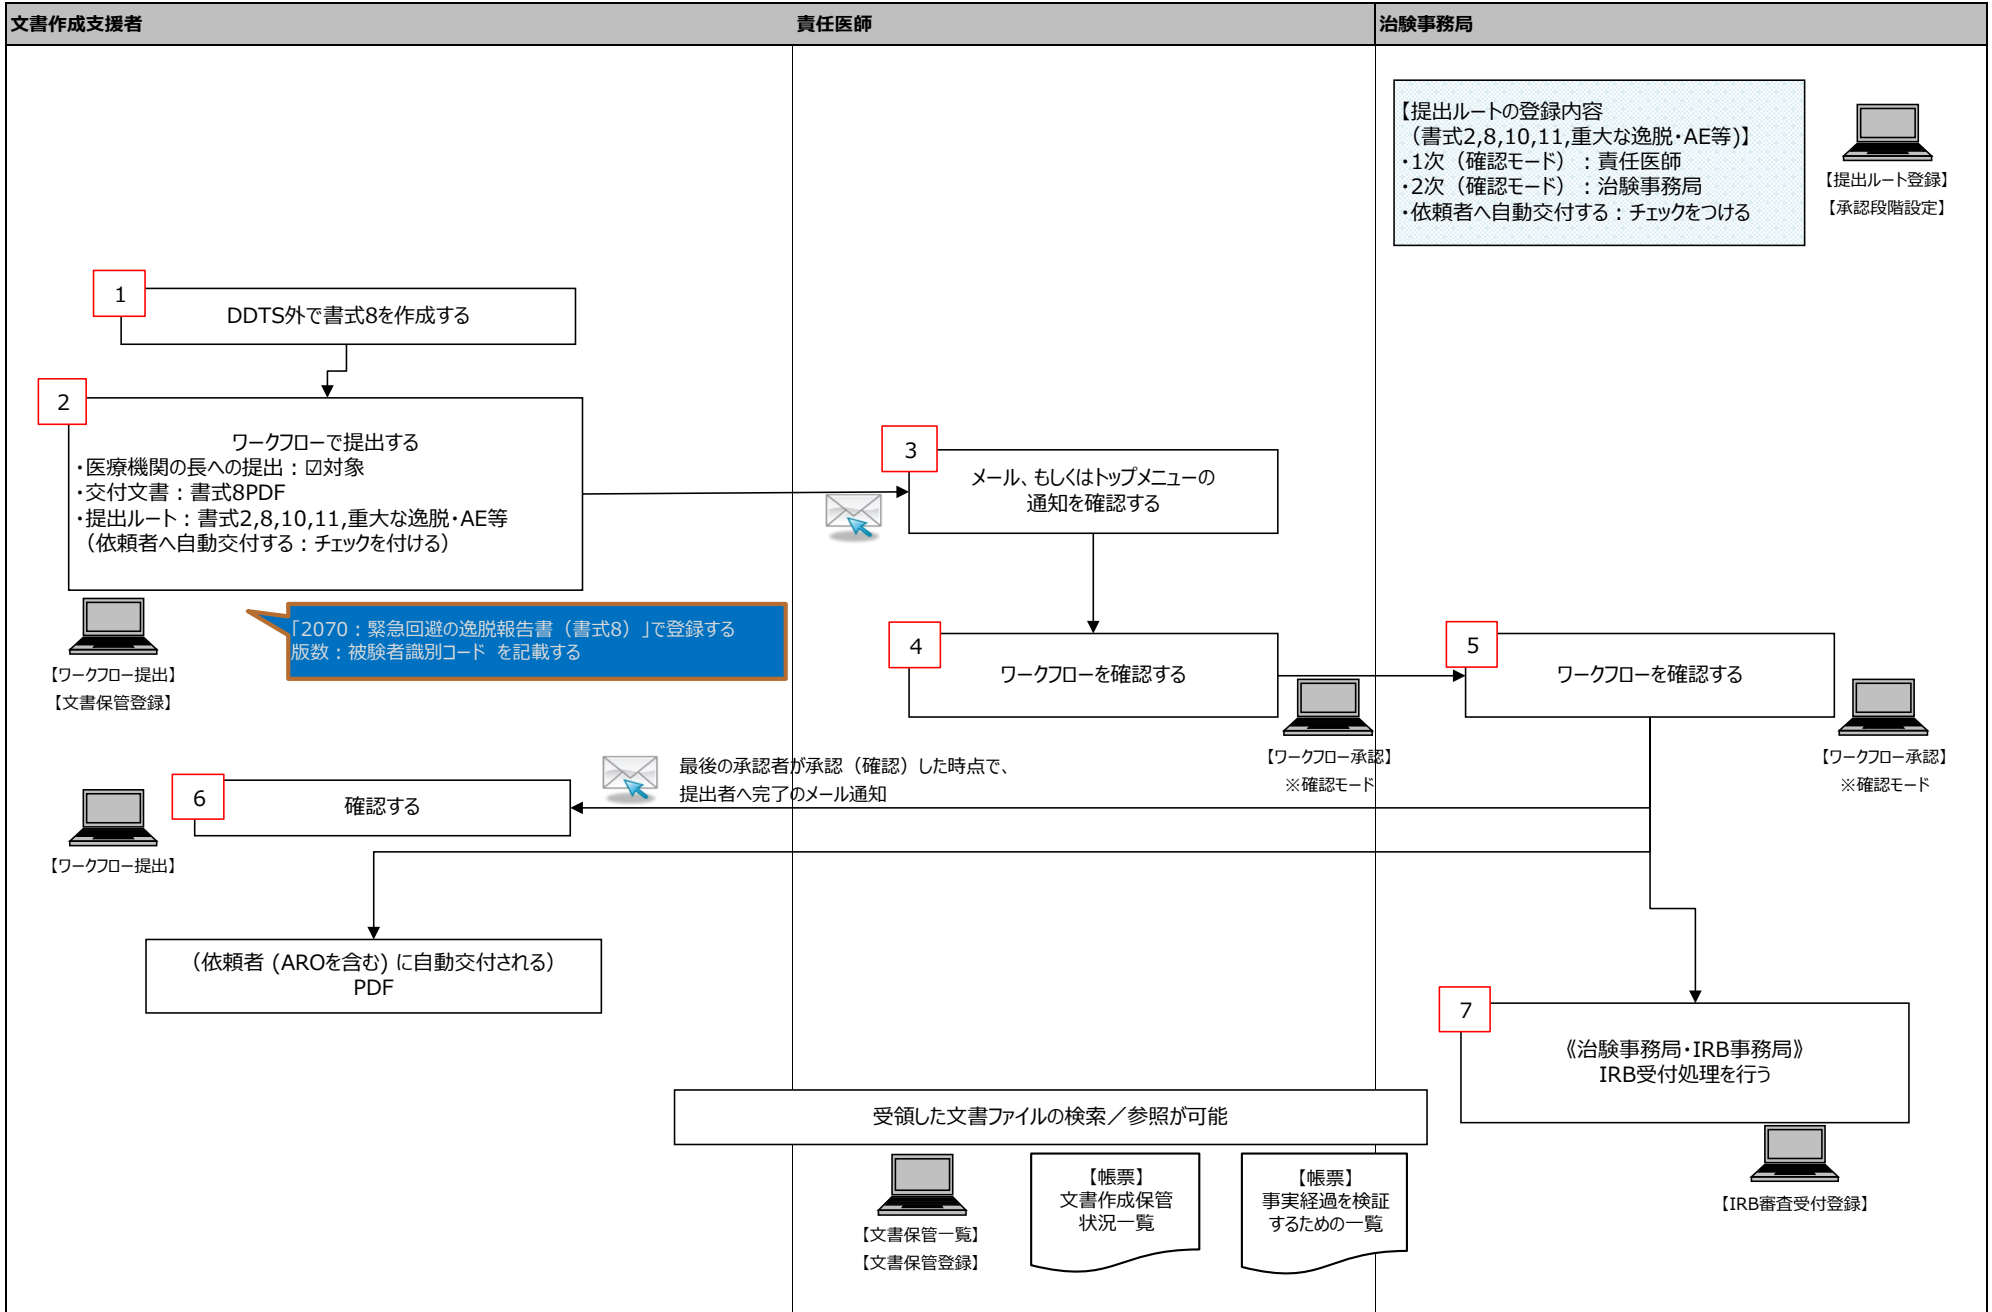 文書作成支援者
責任医師
治験事務局
【提出ルートの登録内容
（書式2,8,10,11,重大な逸脱・AE等)】
・1次（確認モード）：責任医師
・2次（確認モード）：治験事務局
・依頼者へ自動交付する：チェックをつける
【提出ルート登録】
【承認段階設定】
1
DDTS外で書式8を作成する
2
ワークフローで提出する
・医療機関の長への提出：☑対象
・交付文書：書式8PDF
・提出ルート：書式2,8,10,11,重大な逸脱・AE等
（依頼者へ自動交付する：チェックを付ける）
【ワークフロー提出】
【文書保管登録】
「2070：緊急回避の逸脱報告書（書式8）」で登録する
版数：被験者識別コード を記載する
3
メール、もしくはトップメニューの
通知を確認する
4
ワークフローを確認する
【ワークフロー承認】
※確認モード
5
ワークフローを確認する
【ワークフロー承認】
※確認モード
最後の承認者が承認（確認）した時点で、
提出者へ完了のメール通知
6
確認する
【ワークフロー提出】
（依頼者 (AROを含む) に自動交付される）
PDF
7
《治験事務局・IRB事務局》
IRB受付処理を行う
【IRB審査受付登録】
受領した文書ファイルの検索／参照が可能
【文書保管一覧】
【文書保管登録】
【帳票】
文書作成保管
状況一覧
【帳票】
事実経過を検証
するための一覧